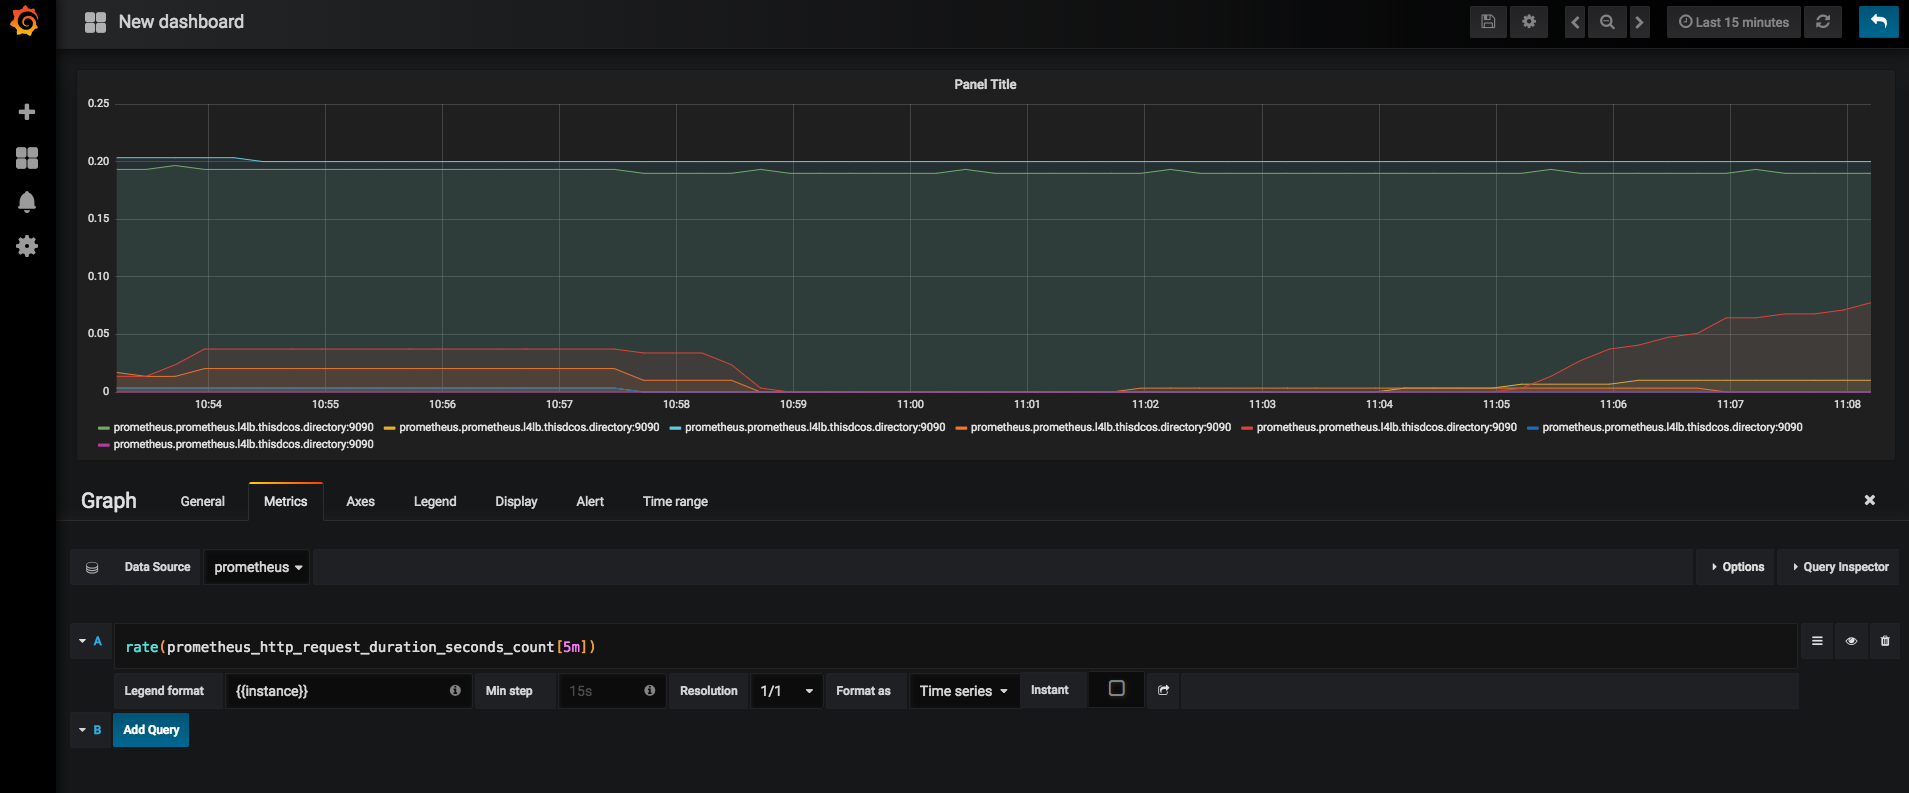 New dashboard
Last 15 minutes
Panel Title
0.25
0.20
0.15
0.10
0.05
0
10:54 10:55 10:56 10:57 10:58 10:59 11:00 11:01 11:02 11:03 11:04 11:05 11:06 11:07 11:08
prometheus.prometheus.l4lb.thisdcos.directory:9090 prometheus.prometheus.l4lb.thisdcos.directory:9090 prometheus.prometheus.l4lb.thisdcos.directory:9090 prometheus.prometheus.l4lb.thisdcos.directory:9090 prometheus.prometheus.l4lb.thisdcos.directory:9090 prometheus.prometheus.l4lb.thisdcos.directory:9090
prometheus.prometheus.l4lb.thisdcos.directory:9090
Graph General Metrics Axes Legend Display Alert Time range
Data Source prometheus Options Query Inspector
A rate(prometheus_http_request_duration_seconds_count[5m])
Legend format {{instance}} Min step 15s Resolution 1/1 Format as Time series Instant
B Add Query